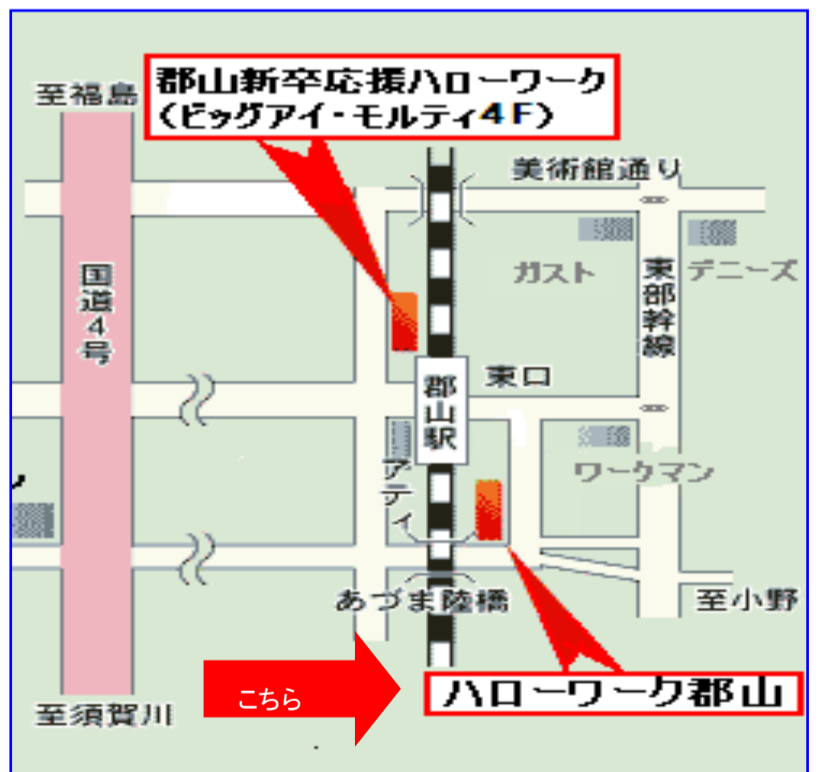 郡山新卒応援ハローワーク
(ビッグアイ・モルティ4F)
至福島
美術館通り
国道4号
ガスト
東部幹線
デニーズ
東口
郡山駅
アティ
ワークマン
あづま陸橋
至小野
こちら
ハローワーク郡山
至須賀川